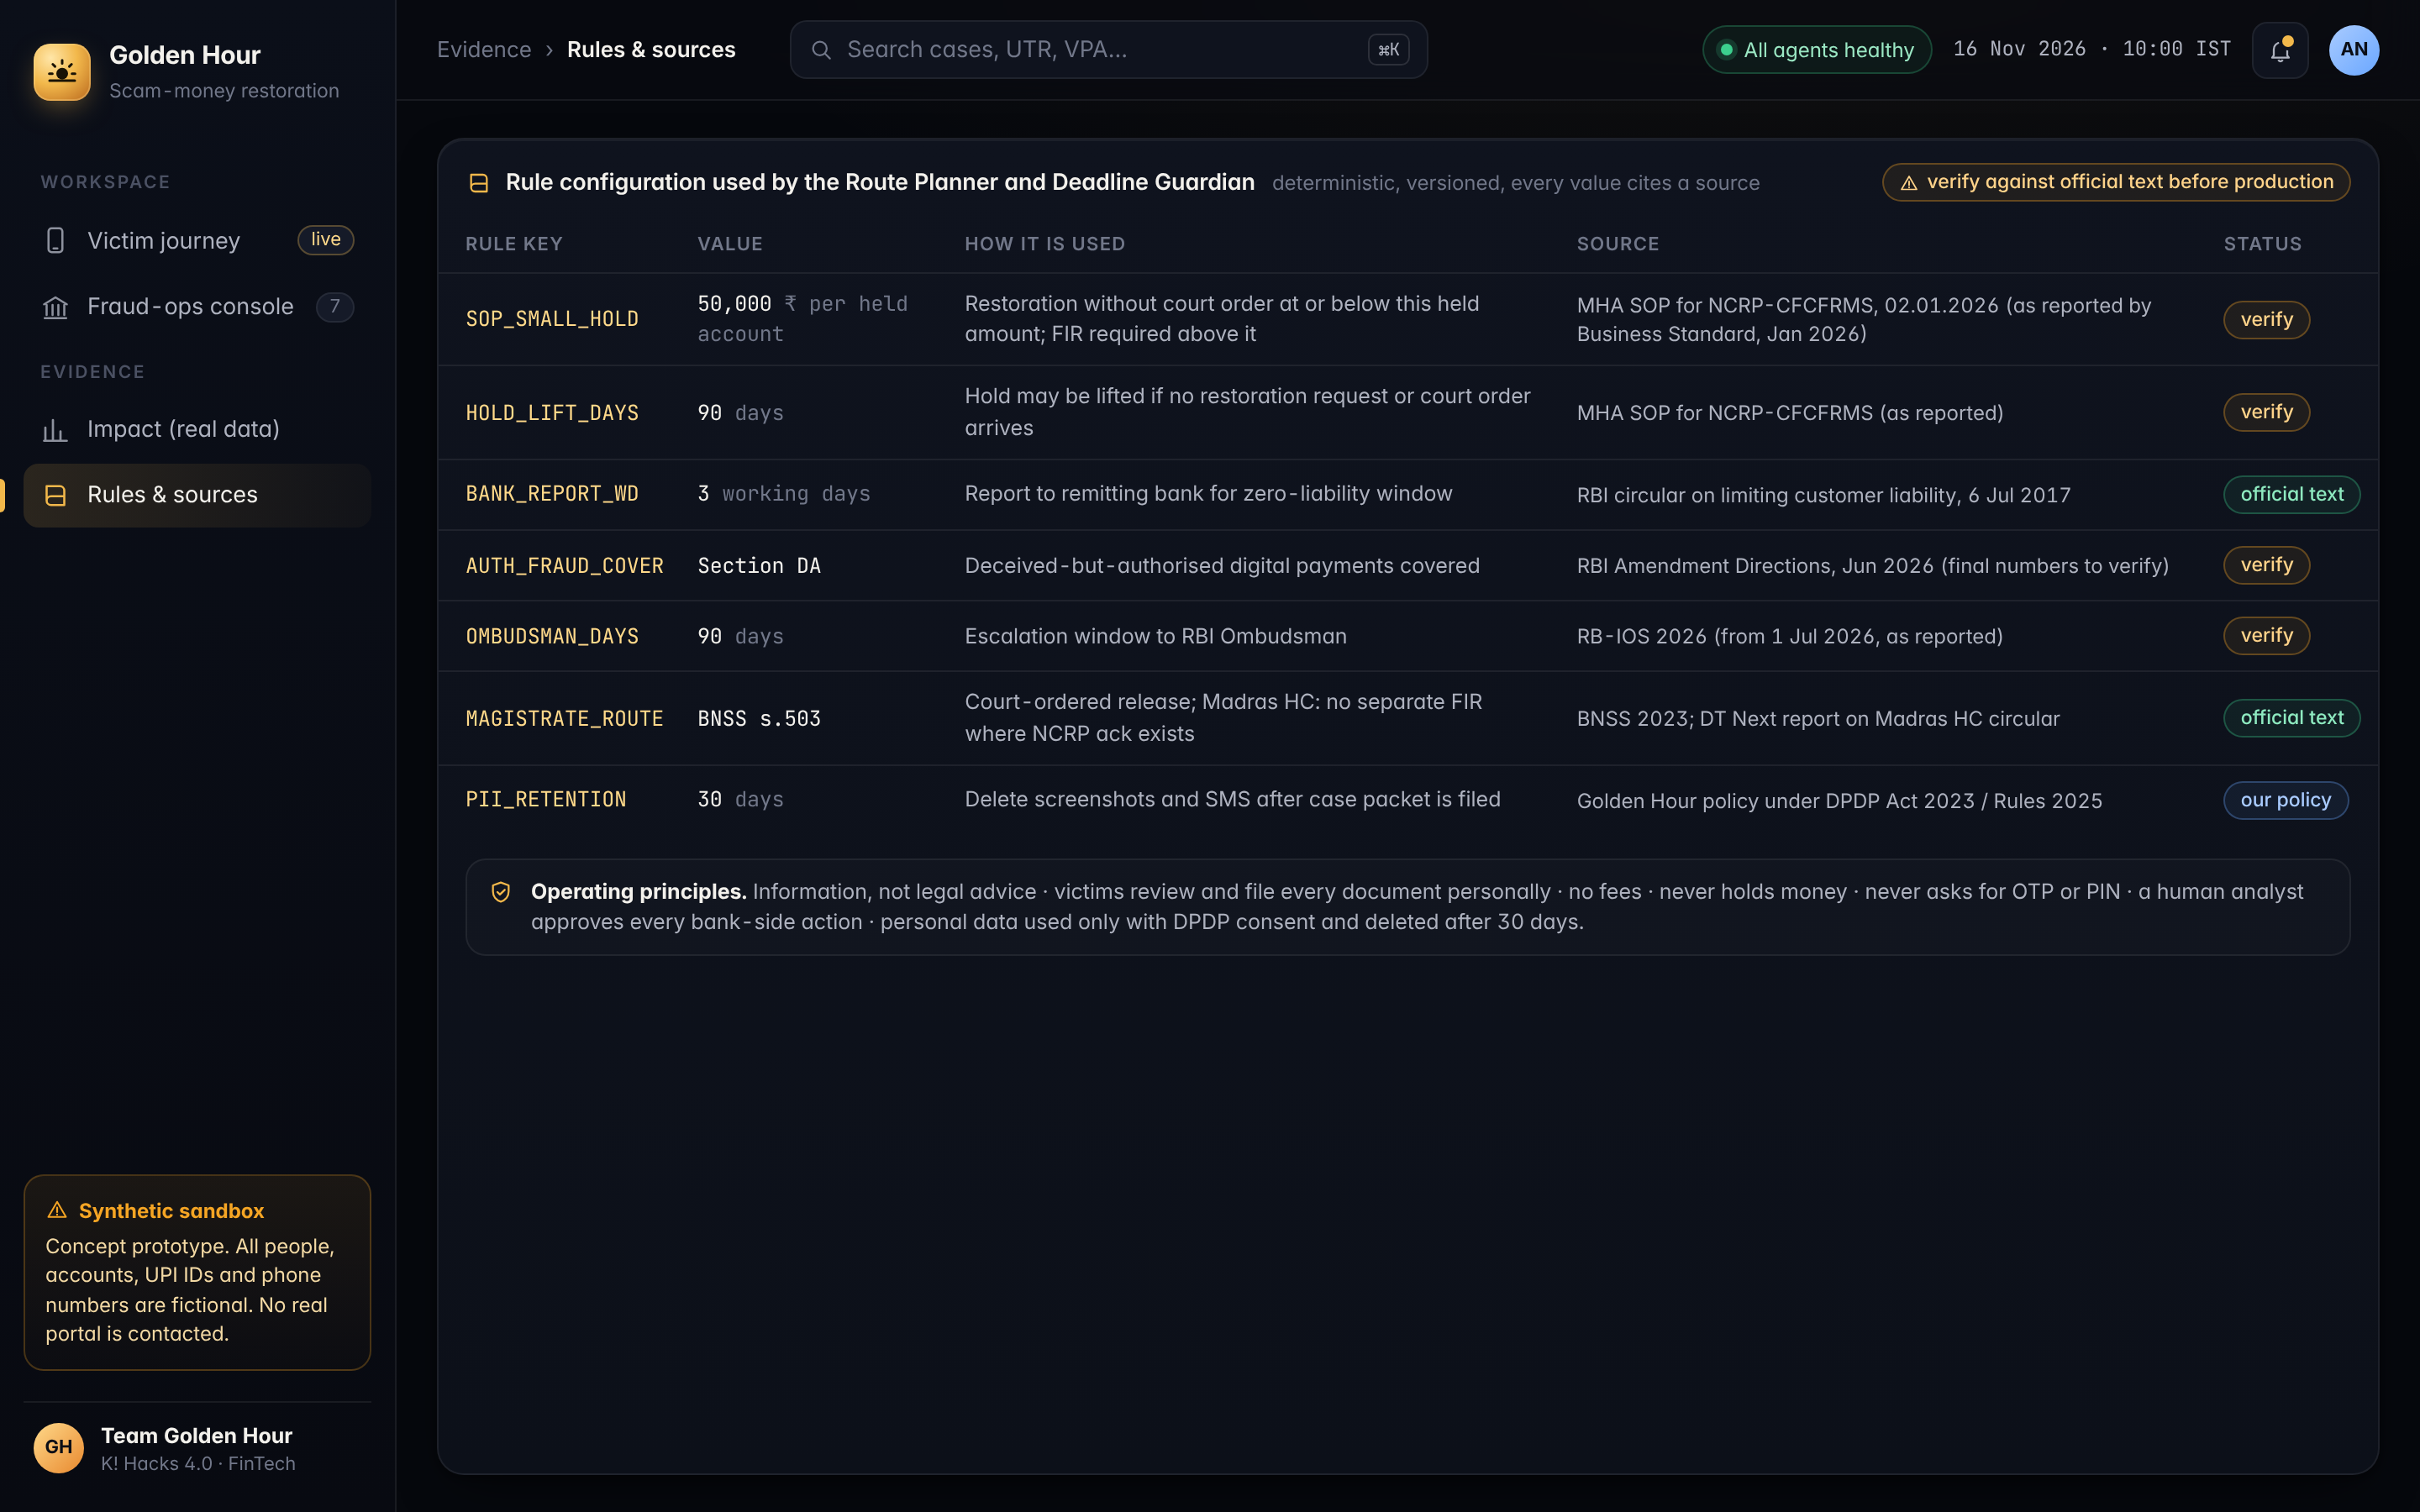 Golden Hour
Scam-money restoration
WORKSPACE
Victim journey live
Fraud-ops console 7
EVIDENCE
Impact (real data)
Rules & sources
Synthetic sandbox
Concept prototype. All people,
accounts, UPI IDs and phone
numbers are fictional. No real
portal is contacted.
GH
Team Golden Hour
K! Hacks 4.0 · FinTech
Evidence › Rules & sources
Search cases, UTR, VPA... ⌘K
All agents healthy
16 Nov 2026 · 10:00 IST
AN
Rule configuration used by the Route Planner and Deadline Guardian deterministic, versioned, every value cites a source
verify against official text before production
RULE KEY VALUE HOW IT IS USED SOURCE STATUS
SOP_SMALL_HOLD
50,000 ₹ per held
account
Restoration without court order at or below this held
amount; FIR required above it
MHA SOP for NCRP-CFCFRMS, 02.01.2026 (as reported by
Business Standard, Jan 2026)
verify
HOLD_LIFT_DAYS
90 days
Hold may be lifted if no restoration request or court order
arrives
MHA SOP for NCRP-CFCFRMS (as reported)
verify
BANK_REPORT_WD 3 working days Report to remitting bank for zero-liability window RBI circular on limiting customer liability, 6 Jul 2017 official text
AUTH_FRAUD_COVER Section DA Deceived-but-authorised digital payments covered RBI Amendment Directions, Jun 2026 (final numbers to verify) verify
OMBUDSMAN_DAYS 90 days Escalation window to RBI Ombudsman RB-IOS 2026 (from 1 Jul 2026, as reported) verify
MAGISTRATE_ROUTE
BNSS s.503
Court-ordered release; Madras HC: no separate FIR
where NCRP ack exists
BNSS 2023; DT Next report on Madras HC circular
official text
PII_RETENTION 30 days Delete screenshots and SMS after case packet is filed Golden Hour policy under DPDP Act 2023 / Rules 2025 our policy
Operating principles. Information, not legal advice · victims review and file every document personally · no fees · never holds money · never asks for OTP or PIN · a human analyst
approves every bank-side action · personal data used only with DPDP consent and deleted after 30 days.